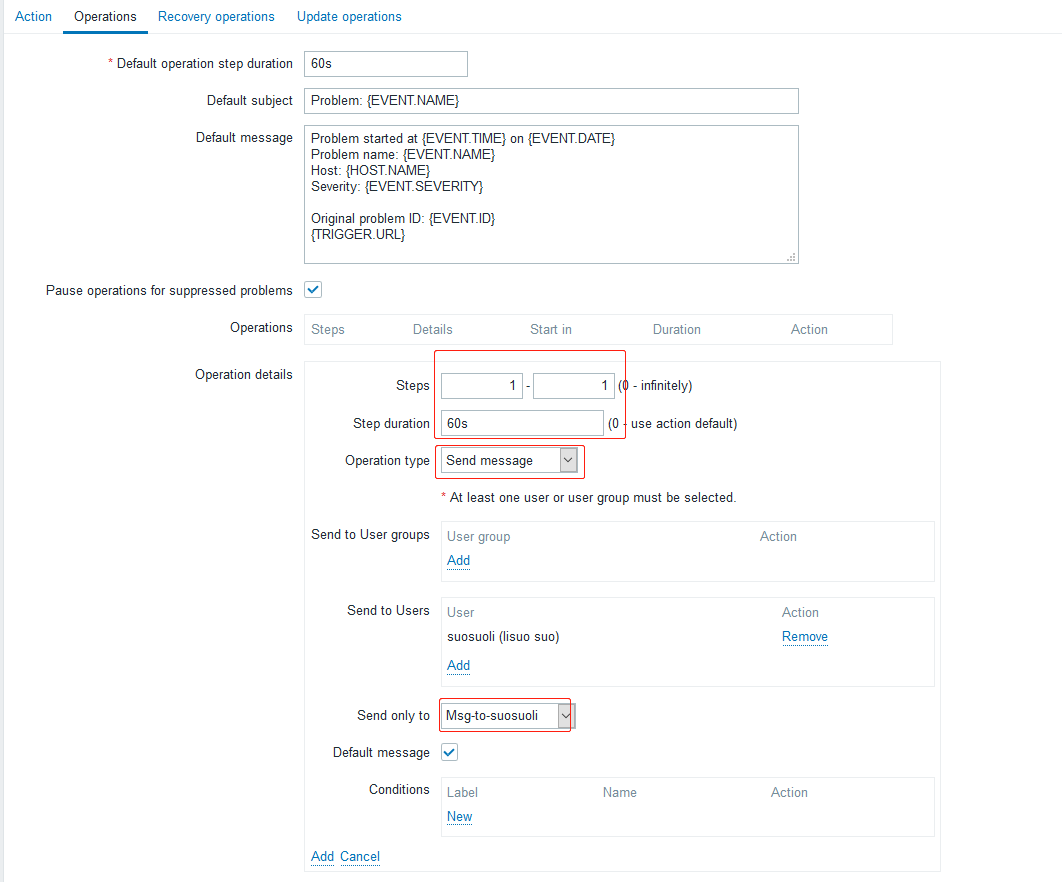 Action Operations Recovery operations Update operations
* Default operation step duration 60s
Default subject Problem: {EVENT.NAME}
Default message Problem started at {EVENT.TIME} on {EVENT.DATE}
Problem name: {EVENT.NAME}
Host: {HOST.NAME}
Severity: {EVENT.SEVERITY}
Original problem ID: {EVENT.ID}
{TRIGGER.URL}
Pause operations for suppressed problems
Operations Steps Details Start in Duration Action
Operation details
Steps 1 - 1 (0 - infinitely)
Step duration 60s (0 - use action default)
Operation type Send message
* At least one user or user group must be selected.
Send to User groups User group Action
Add
Send to Users User Action
suosuoli (lisuo suo) Remove
Add
Send only to Msg-to-suosuoli
Default message
Conditions Label Name Action
New
Add Cancel